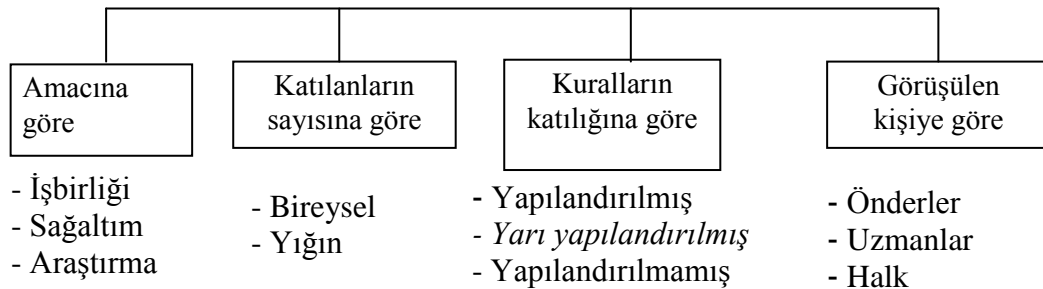 Amacına
göre
Katılanların
sayısına göre
Kuralların
katılığına göre
Görüşülen
kişiye göre
- İşbirliği
- Sağaltım
- Araştırma
- Bireysel
- Yığın
- Yapılandırılmış
- Yarı yapılandırılmış
- Yapılandırılmamış
- Önderler
- Uzmanlar
- Halk